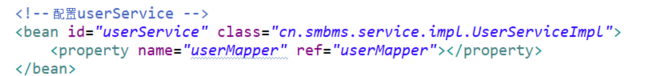 <!-- 配置userService -->
<bean id="userService" class="cn.smbms.service.impl.UserServiceImpl">
    <property name="userMapper" ref="userMapper"></property>
</bean>